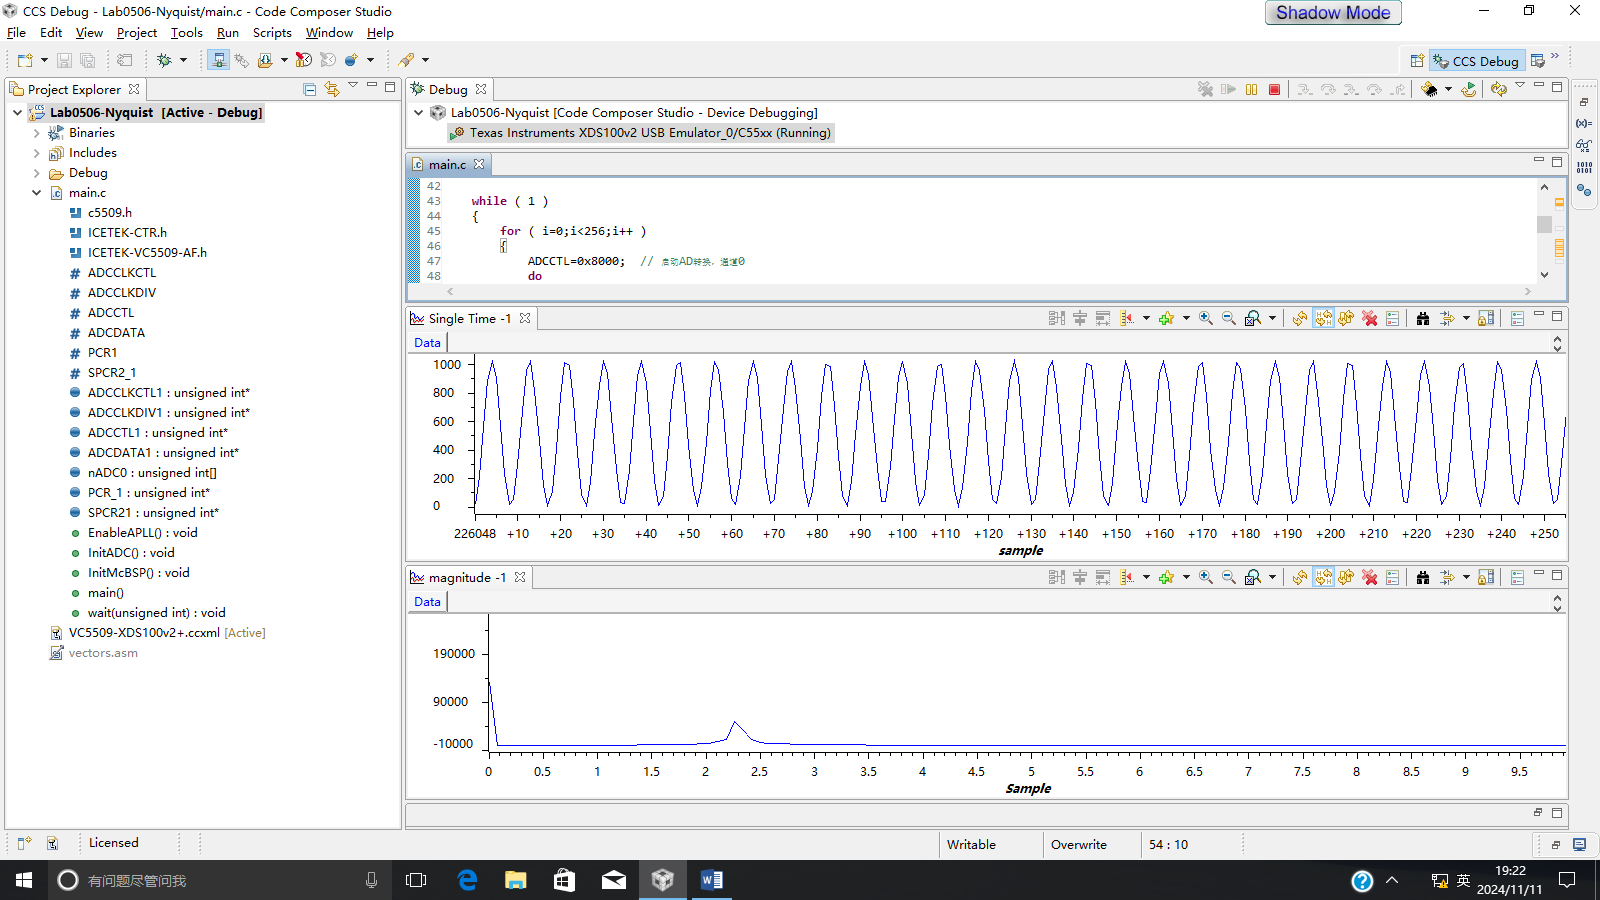 CCS Debug - Lab0506-Nyquist/main.c - Code Composer Studio
Shadow Mode
File Edit View Project Tools Run Scripts Window Help
CCS Debug
Project Explorer
Lab0506-Nyquist [Active - Debug]
Binaries
Includes
Debug
main.c
c5509.h
ICETEK-CTR.h
ICETEK-VC5509-AF.h
ADCCLKCTL
ADCCLKDIV
ADCCTL
ADCDATA
PCR1
SPCR2_1
ADCCLKCTL1 : unsigned int*
ADCCLKDIV1 : unsigned int*
ADCCTL1 : unsigned int*
ADCDATA1 : unsigned int*
nADC0 : unsigned int[]
PCR_1 : unsigned int*
SPCR21 : unsigned int*
EnableAPLL() : void
InitADC() : void
InitMcBSP() : void
main()
wait(unsigned int) : void
VC5509-XDS100v2+.ccxml [Active]
vectors.asm
Debug
Lab0506-Nyquist [Code Composer Studio - Device Debugging]
Texas Instruments XDS100v2 USB Emulator_0/C55xx (Running)
main.c
42
43 while ( 1 )
44 {
45 for ( i=0;i<256;i++ )
46 {
47 ADCCTL=0x8000; // 启动AD转换，通道0
48 do
Single Time -1
Data
1000
800
600
400
200
0
226048 +10 +20 +30 +40 +50 +60 +70 +80 +90 +100 +110 +120 +130 +140 +150 +160 +170 +180 +190 +200 +210 +220 +230 +240 +250
sample
magnitude -1
Data
190000
90000
-10000
0 0.5 1 1.5 2 2.5 3 3.5 4 4.5 5 5.5 6 6.5 7 7.5 8 8.5 9 9.5
Sample
Licensed
Writable
Overwrite
54 : 10
有问题尽管问我
英
19:22
2024/11/11